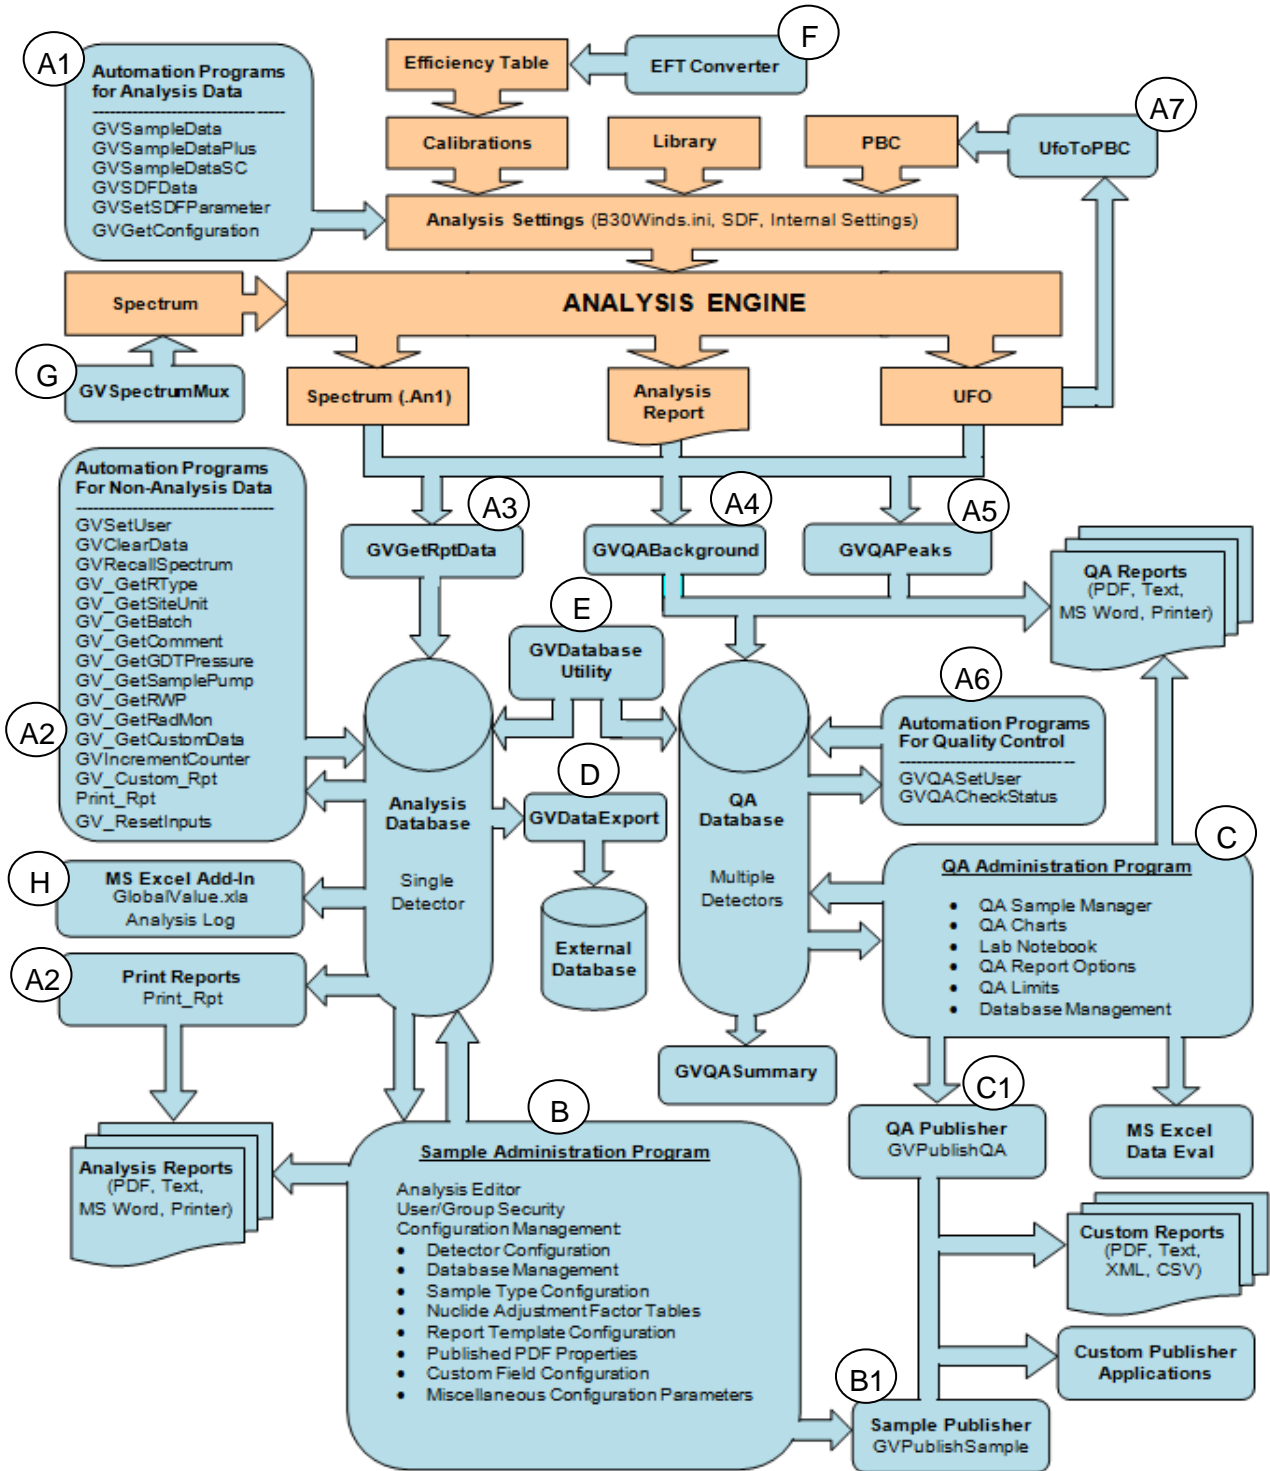 A1
Automation Programs
for Analysis Data
GVSampleData
GVSampleDataPlus
GVSampleDataSC
GVSDFData
GVSetSDFParameter
GVGetConfiguration
Efficiency Table
EFT Converter
F
Calibrations
Library
PBC
UfoToPBC
A7
Analysis Settings (B30Winds.ini, SDF, Internal Settings)
Spectrum
ANALYSIS ENGINE
G
GVSpectrumMux
Spectrum (.An1)
Analysis
Report
UFO
Automation Programs
For Non-Analysis Data
GVSetUser
GVClearData
GVRecallSpectrum
GV_GetRType
GV_GetSiteUnit
GV_GetBatch
GV_GetComment
GV_GetGDTPressure
GV_GetSamplePump
GV_GetRWP
GV_GetRadMon
GV_GetCustomData
GVIncrementCounter
GV_Custom_Rpt
Print_Rpt
GV_ResetInputs
A2
A3
GVGetRptData
A4
GVQABackground
A5
GVQAPeaks
QA Reports
(PDF, Text,
MS Word, Printer)
E
GVDatabase
Utility
A6
Automation Programs
For Quality Control
GVQASetUser
GVQACheckStatus
D
GVDataExport
Analysis
Database
Single
Detector
QA
Database
Multiple
Detectors
External
Database
C
QA Administration Program
• QA Sample Manager
• QA Charts
• Lab Notebook
• QA Report Options
• QA Limits
• Database Management
H
MS Excel Add-In
GlobalValue.xla
Analysis Log
A2
Print Reports
Print_Rpt
GVQASummary
C1
QA Publisher
GVPublishQA
MS Excel
Data Eval
Analysis Reports
(PDF, Text,
MS Word, Printer)
B
Sample Administration Program
Analysis Editor
User/Group Security
Configuration Management:
• Detector Configuration
• Database Management
• Sample Type Configuration
• Nuclide Adjustment Factor Tables
• Report Template Configuration
• Published PDF Properties
• Custom Field Configuration
• Miscellaneous Configuration Parameters
Custom Reports
(PDF, Text,
XML, CSV)
Custom Publisher
Applications
B1
Sample Publisher
GVPublishSample